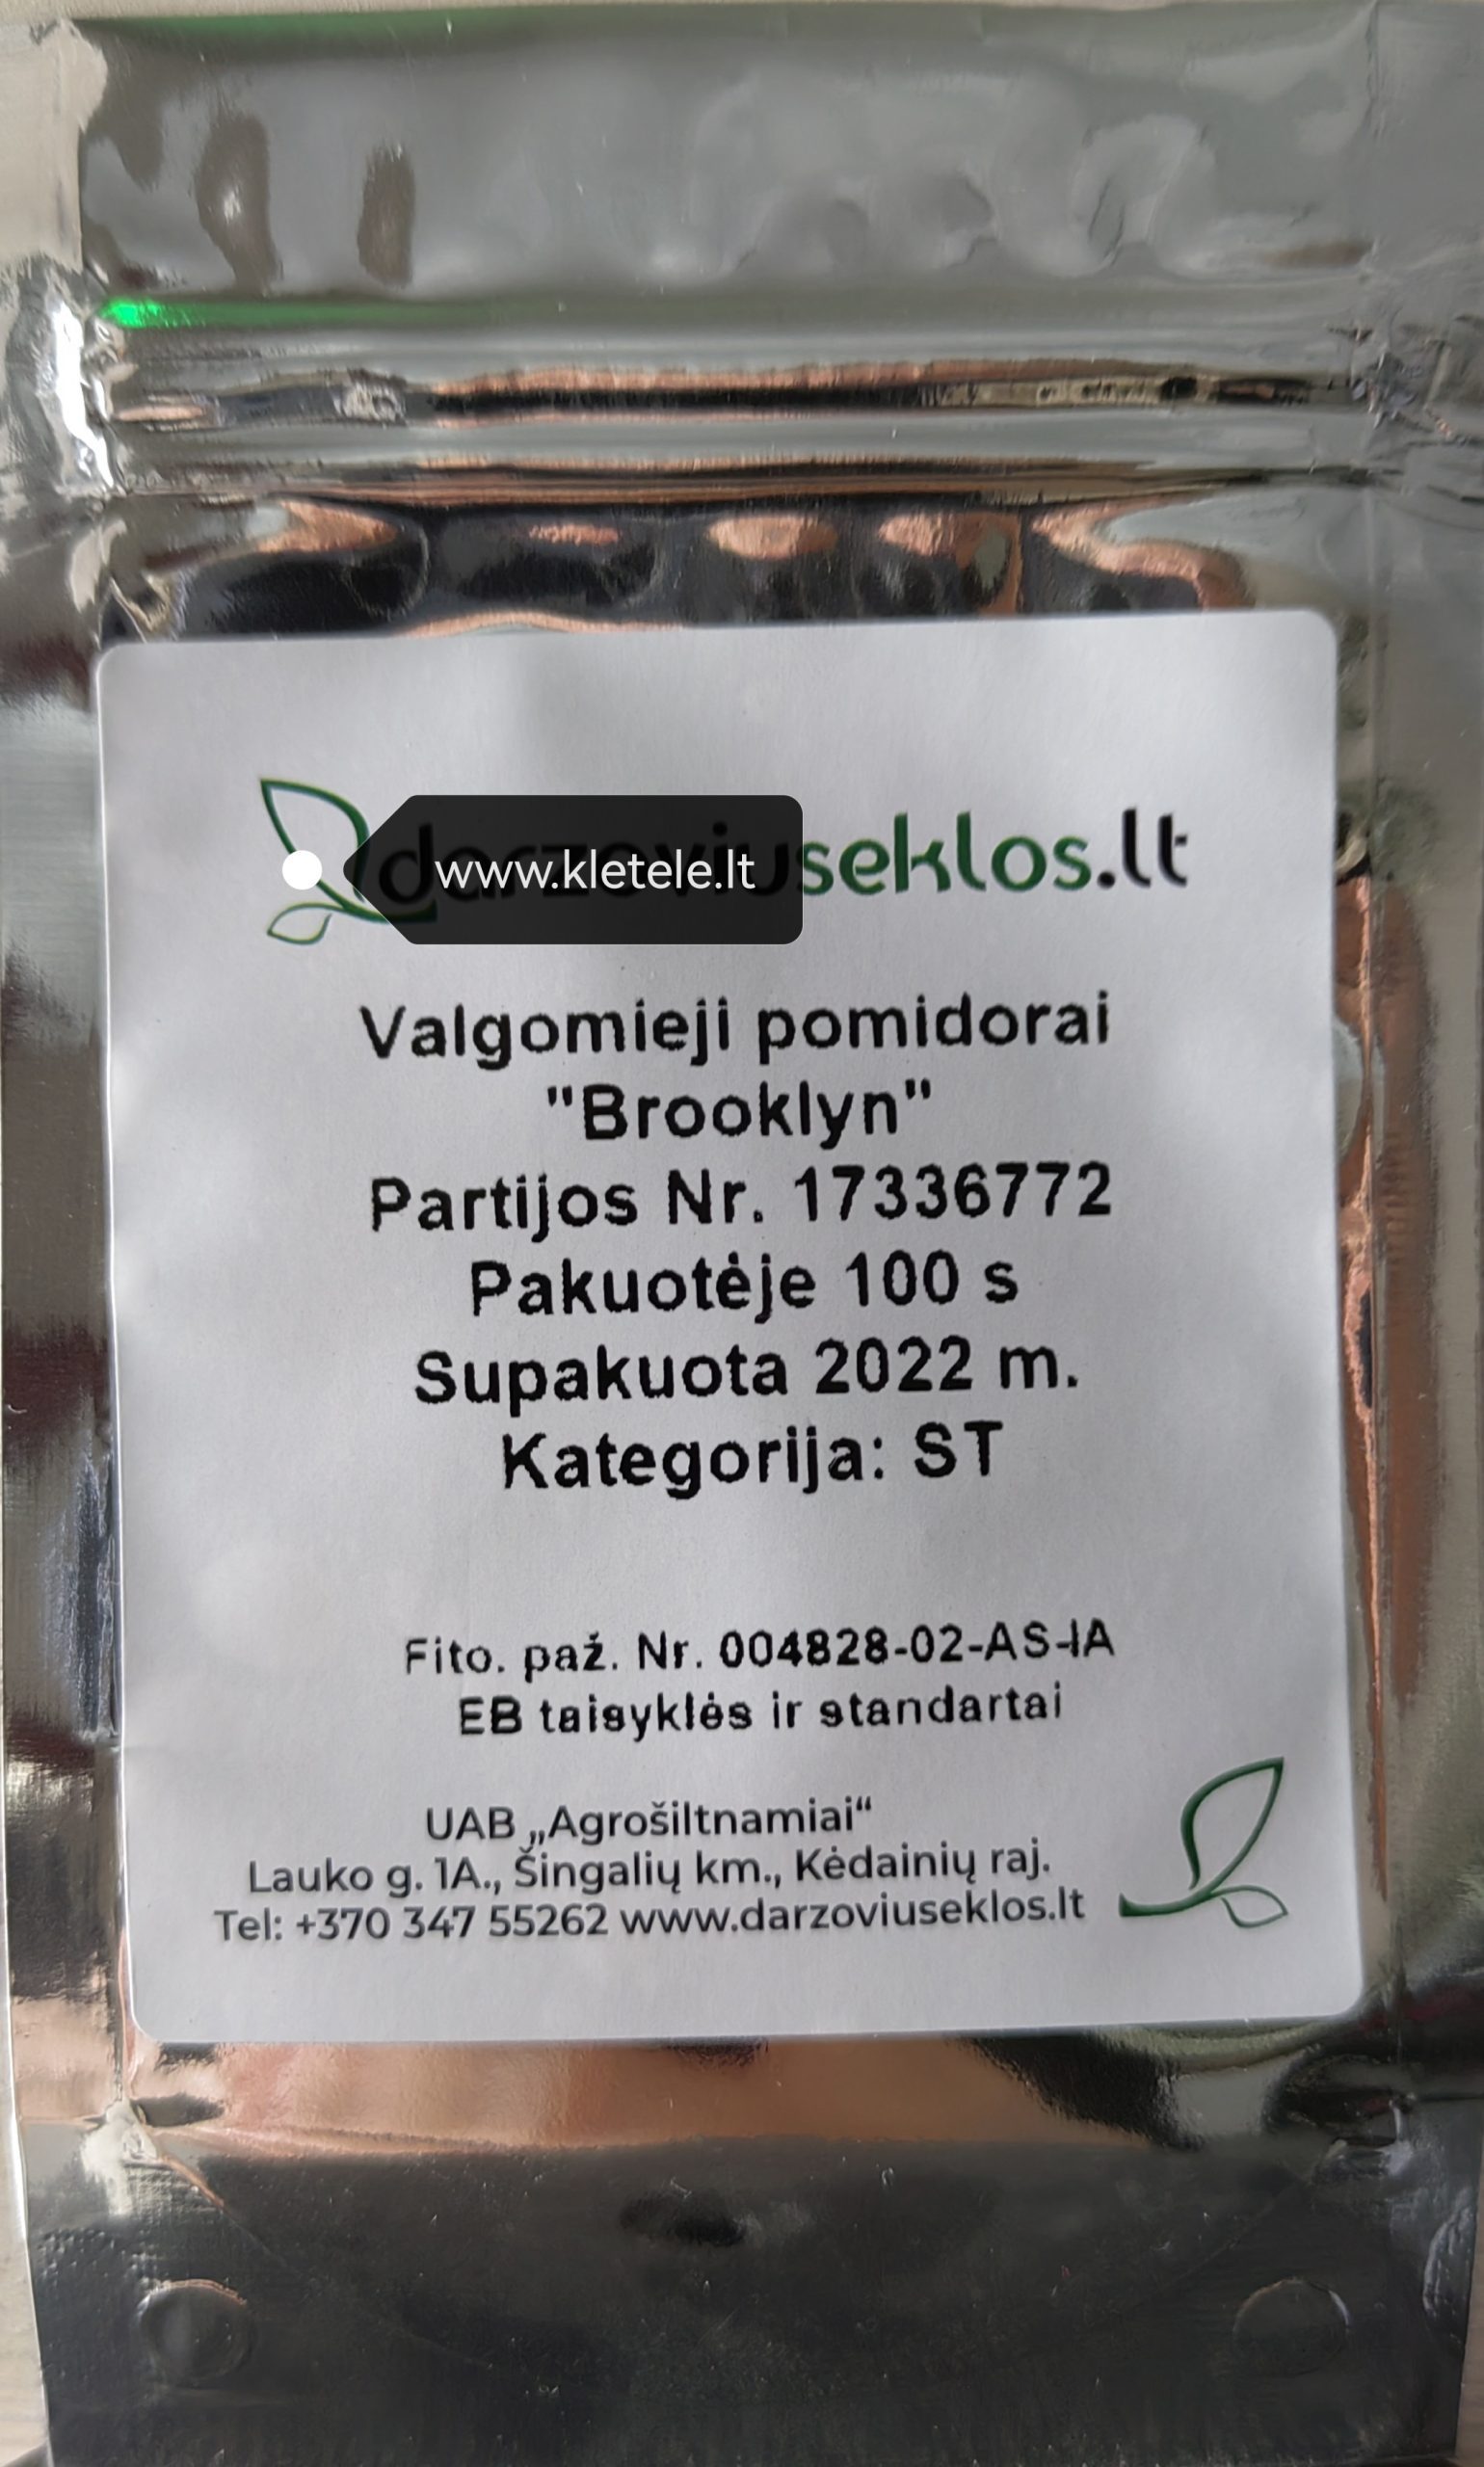 darzoviuseklos.lt
www.kletele.lt
Valgomieji pomidorai
"Brooklyn"
Partijos Nr. 17336772
Pakuotėje 100 s
Supakuota 2022 m.
Kategorija: ST
Fito. paž. Nr. 004828-02-AS-IA
EB taisyklės ir standartai
UAB „Agrošiltnamiai“
Lauko g. 1A., Šingalių km., Kėdainių raj.
Tel: +370 347 55262 www.darzoviuseklos.lt